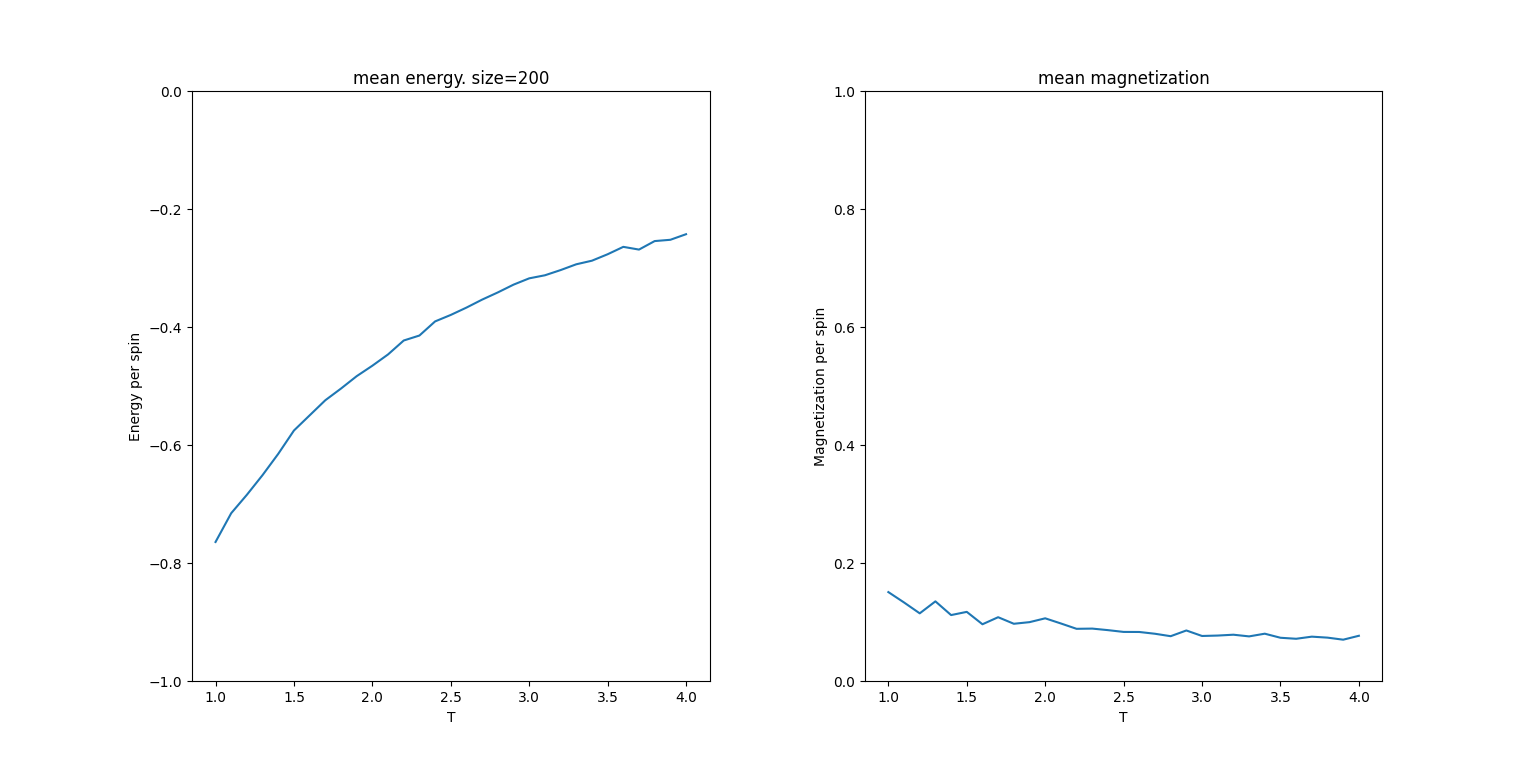 mean energy. size=200
0.0
−0.2
−0.4
−0.6
−0.8
−1.0
Energy per spin
1.0 1.5 2.0 2.5 3.0 3.5 4.0
T
mean magnetization
1.0
0.8
0.6
0.4
0.2
0.0
Magnetization per spin
1.0 1.5 2.0 2.5 3.0 3.5 4.0
T